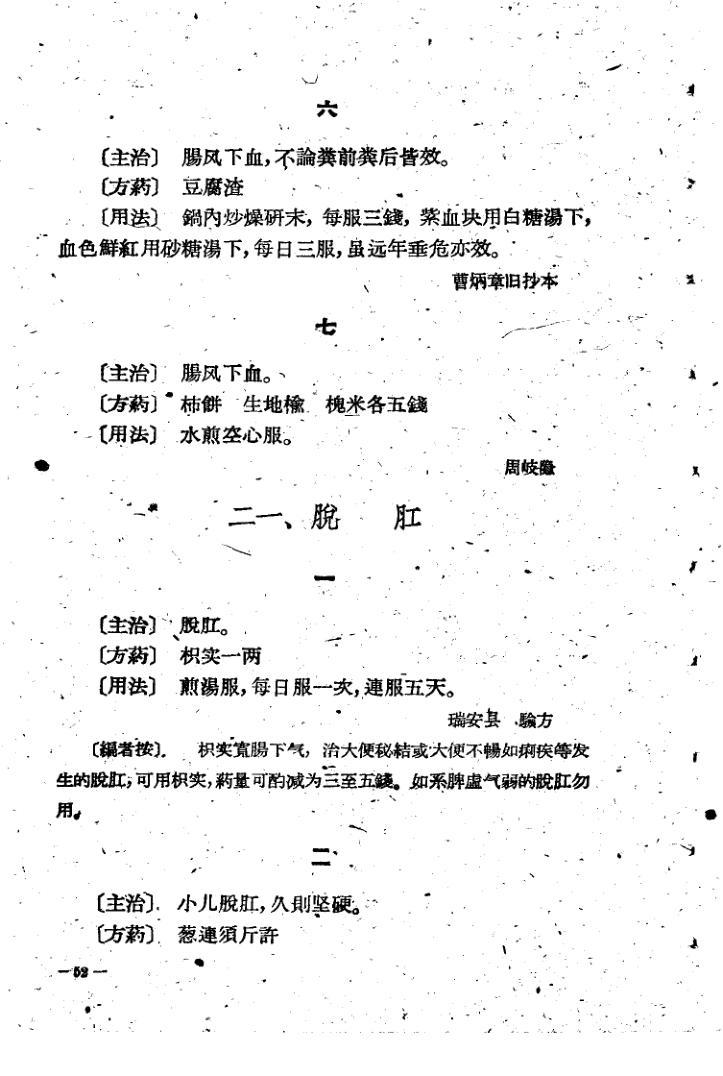 六
〔主治〕 腸风下血,不論粪前粪后皆效。
〔方葯〕 豆腐渣
〔用法〕 鍋內炒燥研末,每服三錢,紫血块用白糖湯下,
血色鮮紅用砂糖湯下,每日三服,虽远年垂危亦效。
曹炳章旧抄本
七
〔主治〕 腸风下血。
〔方葯〕 柿餅 生地榆 槐米各五錢
〔用法〕 水煎空心服。
周岐隐
二一、脫 肛
一
〔主治〕 脫肛。
〔方葯〕 枳实一两
〔用法〕 煎湯服,每日服一次,連服五天。
瑞安县 驗方
〔編者按〕 枳实宽腸下气,治大便秘結或大便不暢如痢疾等发
生的脫肛,可用枳实,葯量可酌减为三至五錢。如系脾虛气弱的脫肛勿
用。
二
〔主治〕 小儿脫肛,久則坚硬。
〔方葯〕 葱連須斤許
—52—